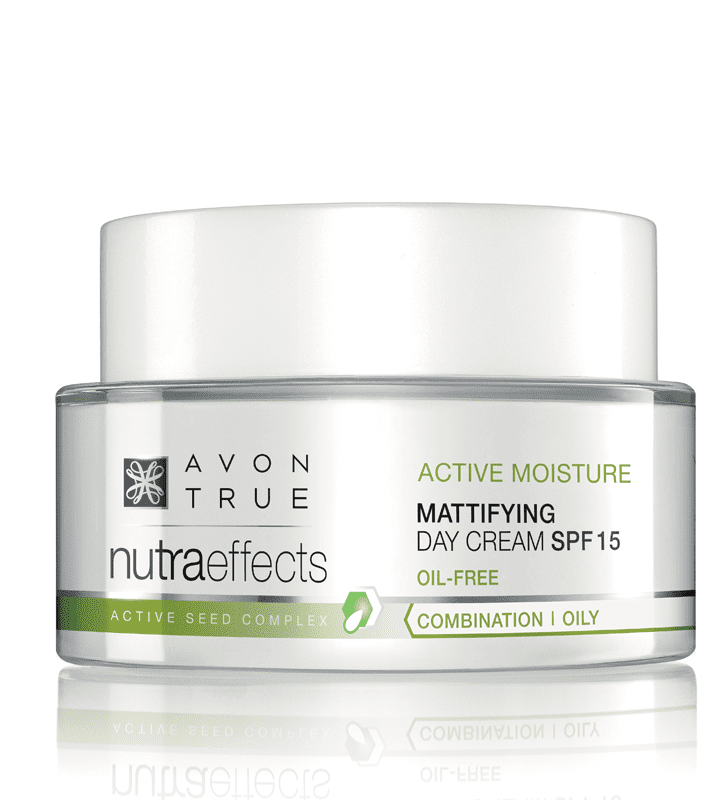 AVON
TRUE
nutraeffects
ACTIVE SEED COMPLEX
ACTIVE MOISTURE
MATTIFYING
DAY CREAM SPF 15
OIL-FREE
COMBINATION | OILY